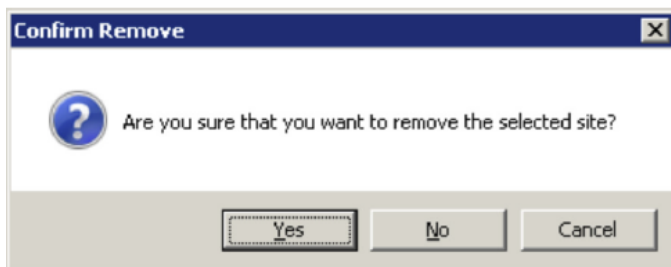 Confirm Remove
Are you sure that you want to remove the selected site?
Yes No Cancel